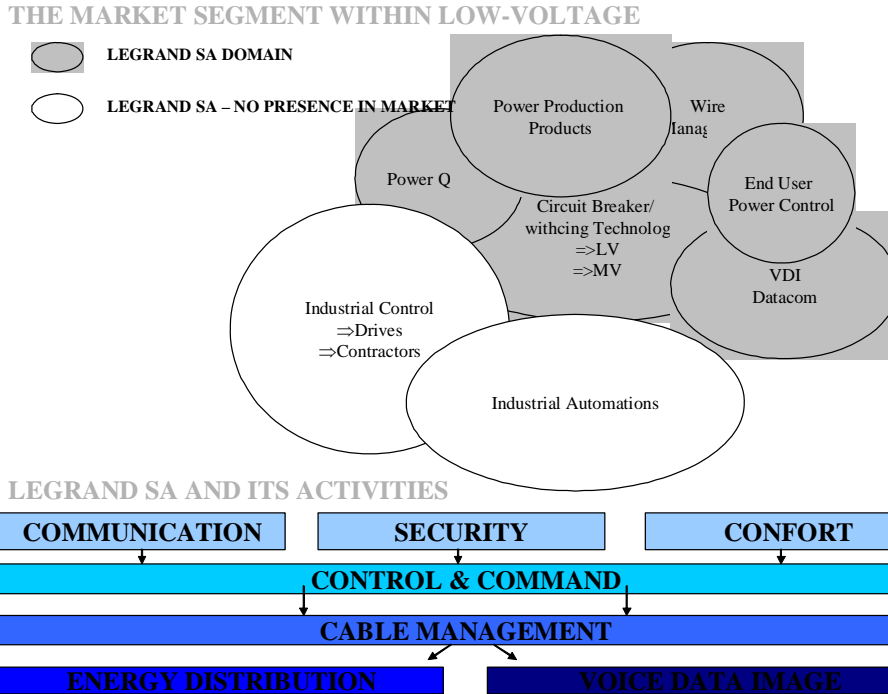 THE MARKET SEGMENT WITHIN LOW-VOLTAGE
LEGRAND SA DOMAIN
LEGRAND SA – NO PRESENCE IN MARKET
Power Production
Products
Wire
Manag
Power Q
End User
Power Control
Circuit Breaker/
withcing Technolog
=>LV
=>MV
VDI
Datacom
Industrial Control
⇒Drives
⇒Contractors
Industrial Automations
LEGRAND SA AND ITS ACTIVITIES
COMMUNICATION
SECURITY
CONFORT
CONTROL & COMMAND
CABLE MANAGEMENT
ENERGY DISTRIBUTION
VOICE DATA IMAGE